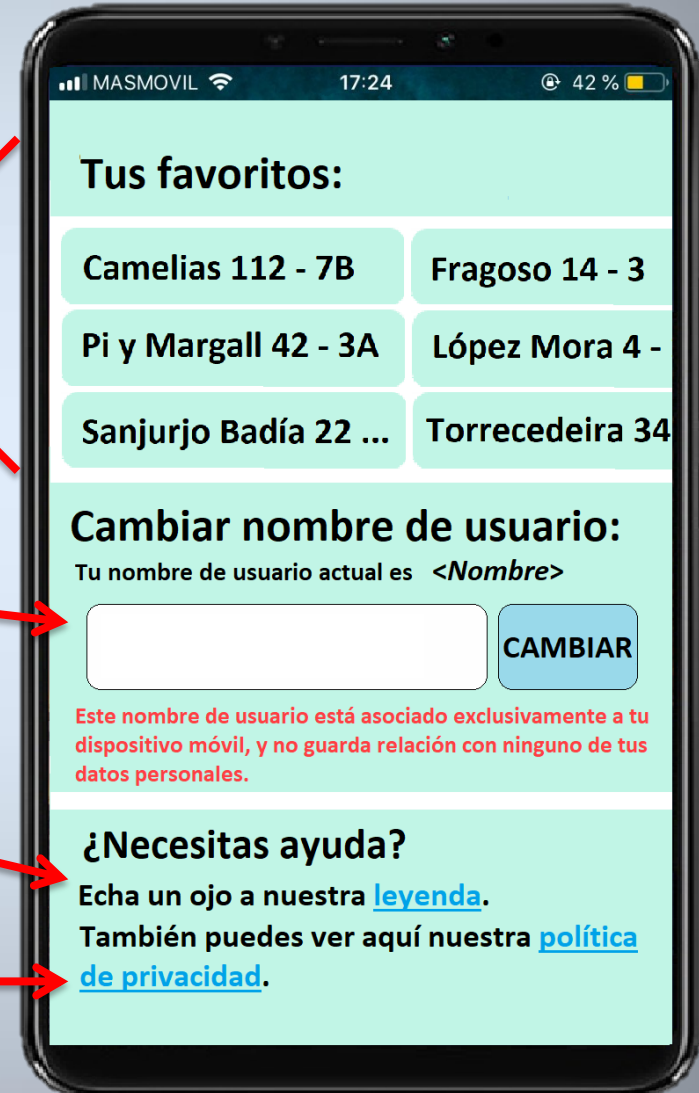 MASMOVIL 17:24 42 %
Tus favoritos:
Camelias 112 - 7B Fragoso 14 - 3
Pi y Margall 42 - 3A López Mora 4 -
Sanjurjo Badía 22 ... Torrecedeira 34
Cambiar nombre de usuario:
Tu nombre de usuario actual es <Nombre>
CAMBIAR
Este nombre de usuario está asociado exclusivamente a tu
dispositivo móvil, y no guarda relación con ninguno de tus
datos personales.
¿Necesitas ayuda?
Echa un ojo a nuestra leyenda.
También puedes ver aquí nuestra política
de privacidad.